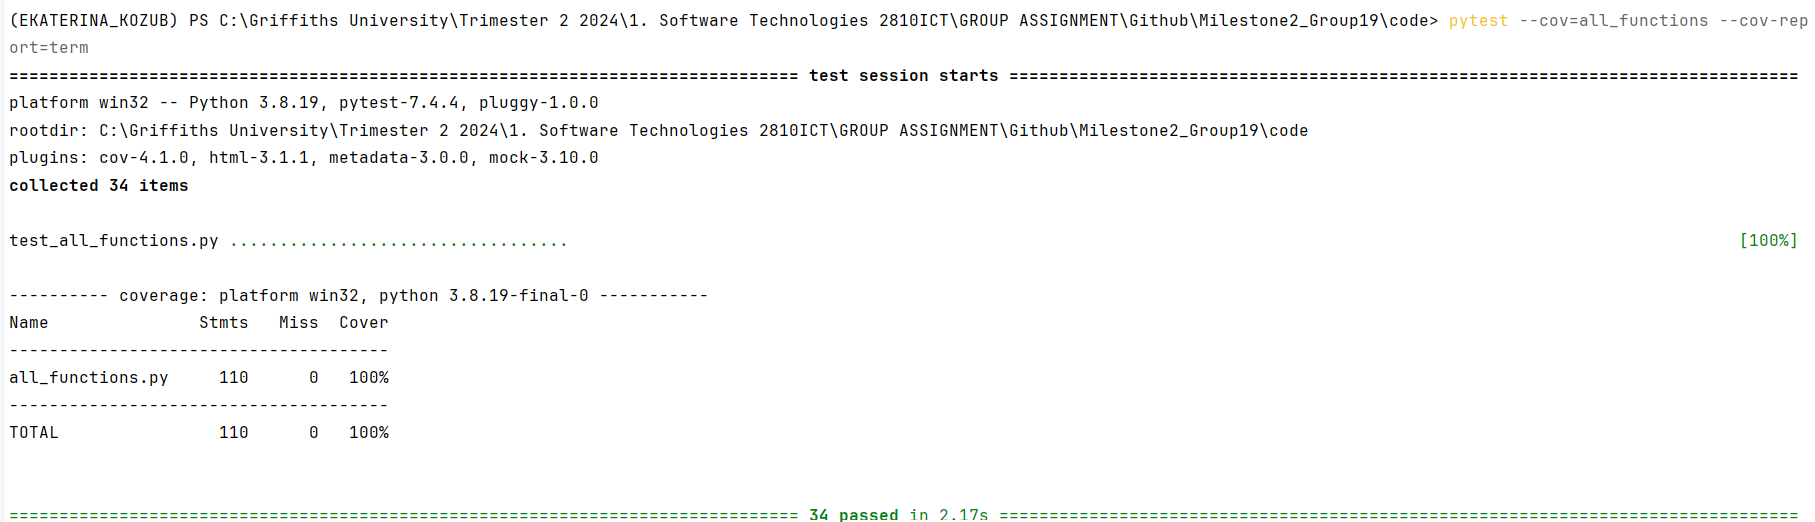 (EKATERINA_KOZUB) PS C:\Griffiths University\Trimester 2 2024\1. Software Technologies 2810ICT\GROUP ASSIGNMENT\Github\Milestone2_Group19\code> pytest --cov=all_functions --cov-rep
ort=term
=============================================================================== test session starts ===============================================================================
platform win32 -- Python 3.8.19, pytest-7.4.4, pluggy-1.0.0
rootdir: C:\Griffiths University\Trimester 2 2024\1. Software Technologies 2810ICT\GROUP ASSIGNMENT\Github\Milestone2_Group19\code
plugins: cov-4.1.0, html-3.1.1, metadata-3.0.0, mock-3.10.0
collected 34 items
test_all_functions.py .................................. [100%]
---------- coverage: platform win32, python 3.8.19-final-0 -----------
Name               Stmts   Miss  Cover
--------------------------------------
all_functions.py     110      0   100%
--------------------------------------
TOTAL                110      0   100%
=============================================================================== 34 passed in 2.17s ================================================================================